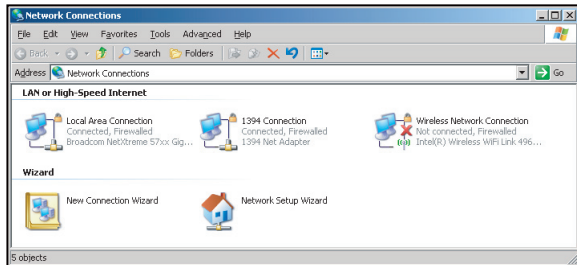 Network Connections
File Edit View Favorites Tools Advanced Help
Back Search Folders
Address Network Connections Go
LAN or High-Speed Internet
Local Area Connection
Connected, Firewalled
Broadcom NetXtreme 57xx Gig...
1394 Connection
Connected, Firewalled
1394 Net Adapter
Wireless Network Connection
Not connected, Firewalled
Intel(R) Wireless WiFi Link 496...
Wizard
New Connection Wizard
Network Setup Wizard
5 objects